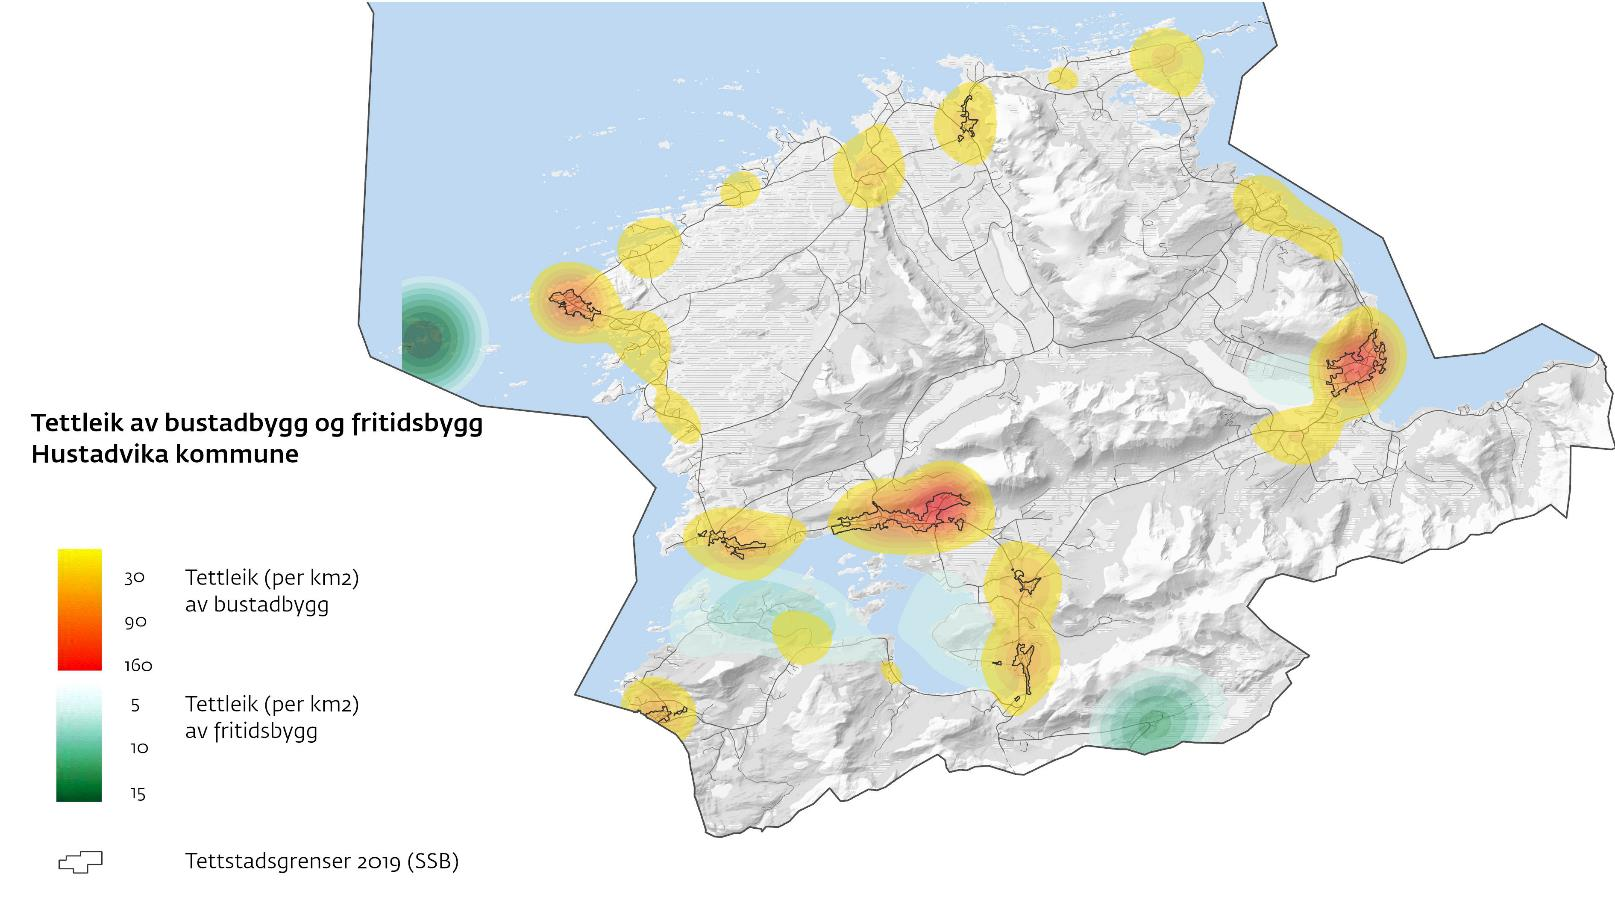 Tettleik av bustadbygg og fritidsbygg
Hustadvika kommune
30
90
160
Tettleik (per km2)
av bustadbygg
5
10
15
Tettleik (per km2)
av fritidsbygg
Tettstadsgrenser 2019 (SSB)